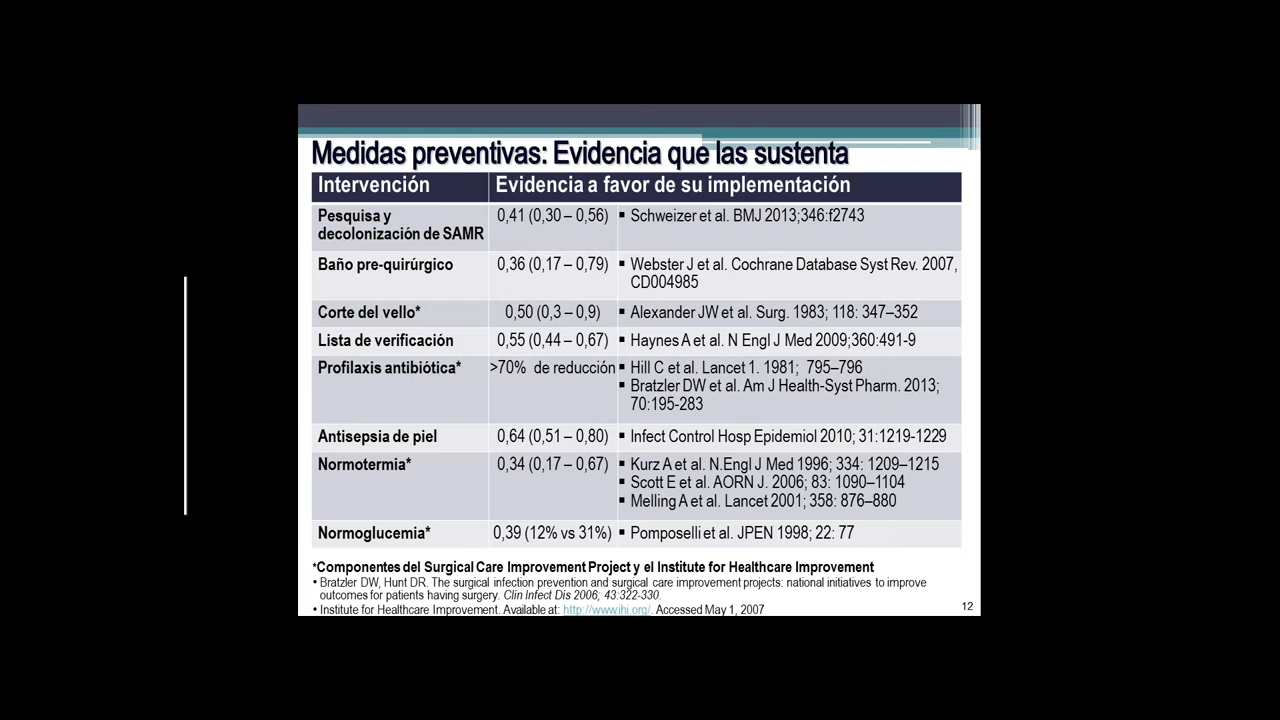 Medidas preventivas: Evidencia que las sustenta
Intervención Evidencia a favor de su implementación
Pesquisa y decolonización de SAMR 0,41 (0,30 – 0,56) ▪ Schweizer et al. BMJ 2013;346:f2743
Baño pre-quirúrgico 0,36 (0,17 – 0,79) ▪ Webster J et al. Cochrane Database Syst Rev. 2007,
CD004985
Corte del vello* 0,50 (0,3 – 0,9) ▪ Alexander JW et al. Surg. 1983; 118: 347–352
Lista de verificación 0,55 (0,44 – 0,67) ▪ Haynes A et al. N Engl J Med 2009;360:491-9
Profilaxis antibiótica* >70% de reducción ▪ Hill C et al. Lancet 1. 1981; 795–796
▪ Bratzler DW et al. Am J Health-Syst Pharm. 2013;
70:195-283
Antisepsia de piel 0,64 (0,51 – 0,80) ▪ Infect Control Hosp Epidemiol 2010; 31:1219-1229
Normotermia* 0,34 (0,17 – 0,67) ▪ Kurz A et al. N.Engl J Med 1996; 334: 1209–1215
▪ Scott E et al. AORN J. 2006; 83: 1090–1104
▪ Melling A et al. Lancet 2001; 358: 876–880
Normoglucemia* 0,39 (12% vs 31%) ▪ Pomposelli et al. JPEN 1998; 22: 77
*Componentes del Surgical Care Improvement Project y el Institute for Healthcare Improvement
• Bratzler DW, Hunt DR. The surgical infection prevention and surgical care improvement projects: national initiatives to improve
outcomes for patients having surgery. Clin Infect Dis 2006; 43:322-330.
• Institute for Healthcare Improvement. Available at: http://www.ihi.org/. Accessed May 1, 2007
12